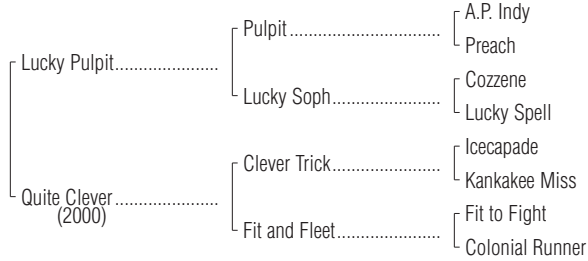 A.P. Indy
Pulpit
Preach
Lucky Pulpit
Cozzene
Lucky Soph
Lucky Spell
Icecapade
Clever Trick
Kankakee Miss
Quite Clever
(2000)
Fit to Fight
Fit and Fleet
Colonial Runner